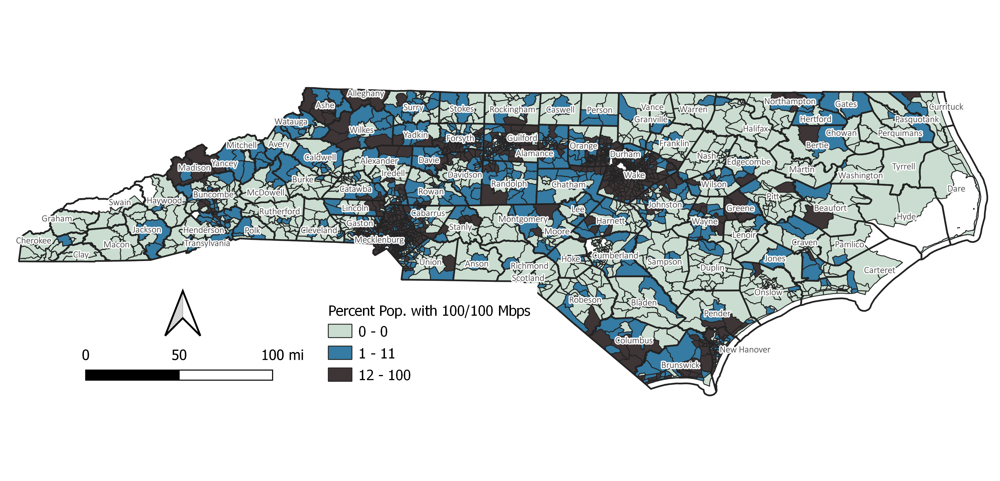 Alleghany
Ashe
Surry
Stokes
Rockingham
Caswell
Person
Vance
Granville
Warren
Northampton
Gates
Currituck
Hertford
Pasquotank
Watauga
Wilkes
Yadkin
Forsyth
Guilford
Orange
Halifax
Chowan
Perquimans
Mitchell
Avery
Franklin
Bertie
Caldwell
Alexander
Davie
Alamance
Durham
Nash
Edgecombe
Madison
Yancey
Iredell
Davidson
Wake
Martin
Tyrrell
Washington
Burke
Randolph
Chatham
Wilson
Dare
Buncombe
McDowell
Catawba
Rowan
Pitt
Swain
Haywood
Johnston
Rutherford
Lincoln
Cabarrus
Lee
Greene
Beaufort
Hyde
Graham
Gaston
Stanly
Montgomery
Harnett
Wayne
Jackson
Henderson
Polk
Cleveland
Moore
Lenoir
Cherokee
Macon
Transylvania
Mecklenburg
Craven
Pamlico
Clay
Union
Anson
Richmond
Hoke
Cumberland
Sampson
Duplin
Jones
Carteret
Scotland
Onslow
Robeson
Bladen
Pender
Columbus
New Hanover
Brunswick
Percent Pop. with 100/100 Mbps
0 - 0
1 - 11
12 - 100
0 50 100 mi